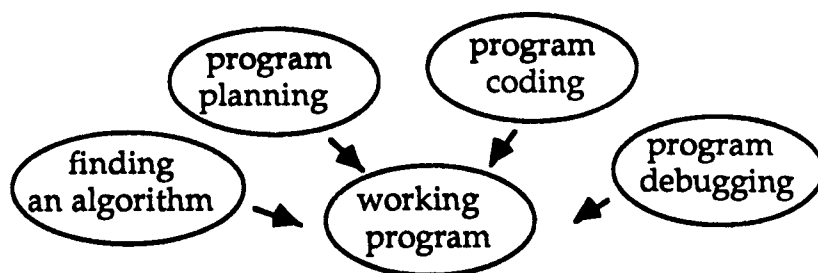 program
planning
program
coding
finding
an algorithm
program
debugging
working
program